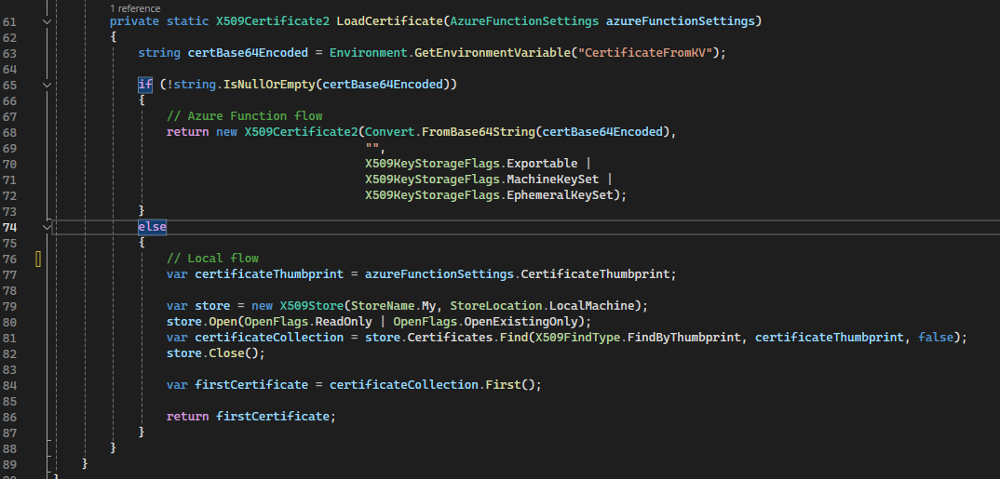 1 reference
61 private static X509Certificate2 LoadCertificate(AzureFunctionSettings azureFunctionSettings)
62 {
63 string certBase64Encoded = Environment.GetEnvironmentVariable("CertificateFromKV");
64
65 if (!string.IsNullOrEmpty(certBase64Encoded))
66 {
67 // Azure Function flow
68 return new X509Certificate2(Convert.FromBase64String(certBase64Encoded),
69 "",
70 X509KeyStorageFlags.Exportable |
71 X509KeyStorageFlags.MachineKeySet |
72 X509KeyStorageFlags.EphemeralKeySet);
73 }
74 else
75 {
76 // Local flow
77 var certificateThumbprint = azureFunctionSettings.CertificateThumbprint;
78
79 var store = new X509Store(StoreName.My, StoreLocation.LocalMachine);
80 store.Open(OpenFlags.ReadOnly | OpenFlags.OpenExistingOnly);
81 var certificateCollection = store.Certificates.Find(X509FindType.FindByThumbprint, certificateThumbprint, false);
82 store.Close();
83
84 var firstCertificate = certificateCollection.First();
85
86 return firstCertificate;
87 }
88 }
89 }